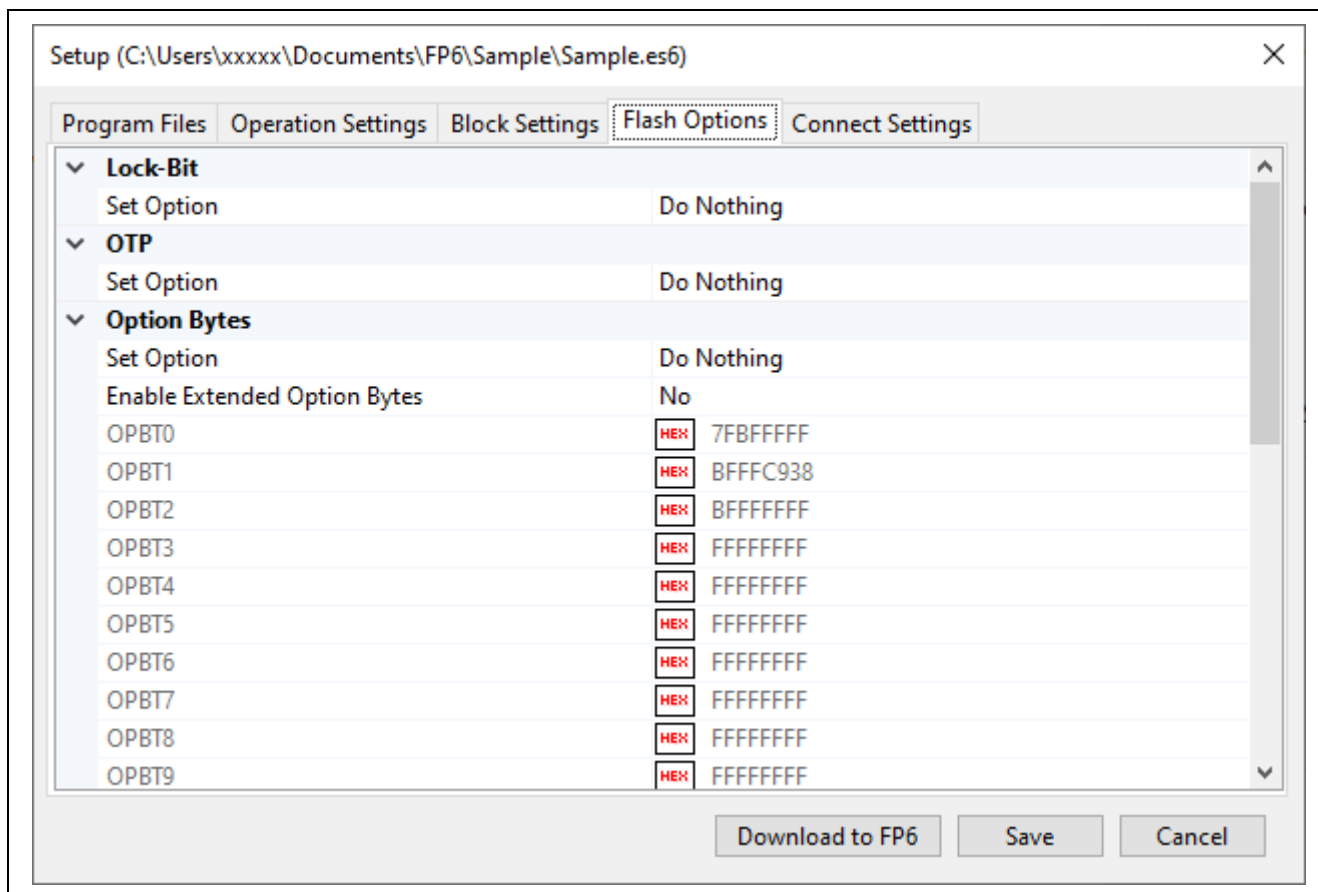 Setup (C:\Users\xxxxx\Documents\FP6\Sample\Sample.es6)
Program Files Operation Settings Block Settings Flash Options Connect Settings
Lock-Bit
Set Option Do Nothing
OTP
Set Option Do Nothing
Option Bytes
Set Option Do Nothing
Enable Extended Option Bytes No
OPBT0 HEX 7FBFFFFF
OPBT1 HEX BFFFC938
OPBT2 HEX BFFFFFFF
OPBT3 HEX FFFFFFFF
OPBT4 HEX FFFFFFFF
OPBT5 HEX FFFFFFFF
OPBT6 HEX FFFFFFFF
OPBT7 HEX FFFFFFFF
OPBT8 HEX FFFFFFFF
OPBT9 HEX FFFFFFFF
Download to FP6 Save Cancel